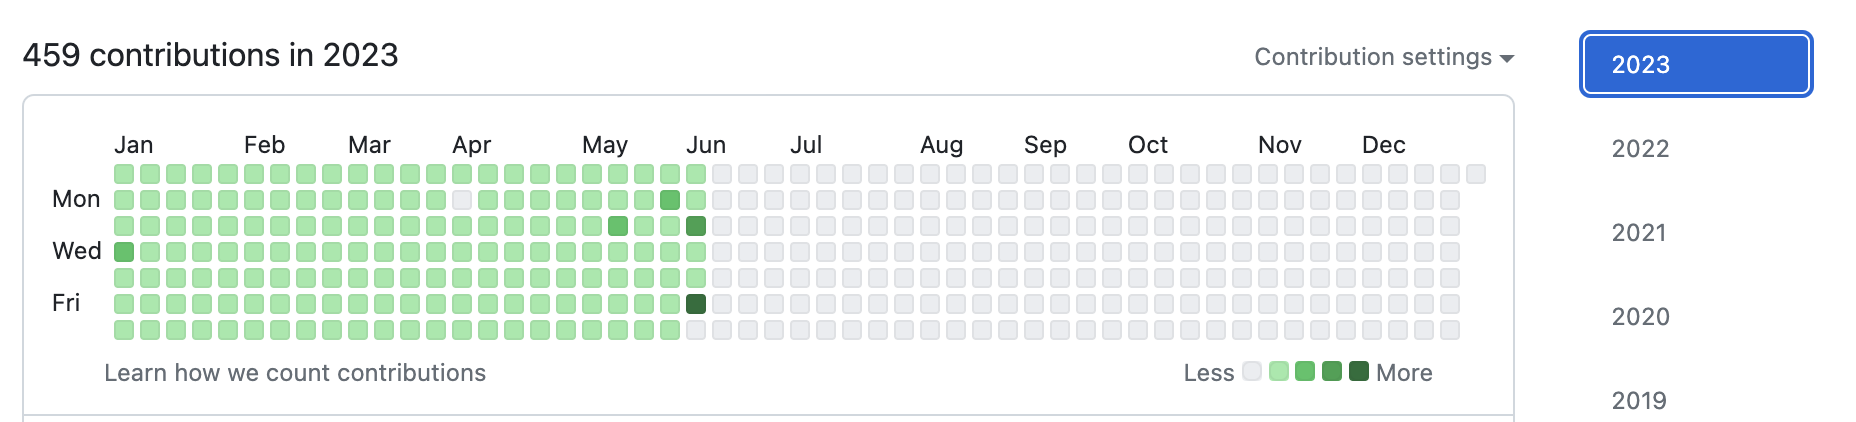 459 contributions in 2023
Contribution settings
2023
2022
2021
2020
2019
Jan Feb Mar Apr May Jun Jul Aug Sep Oct Nov Dec
Mon
Wed
Fri
Learn how we count contributions
Less More